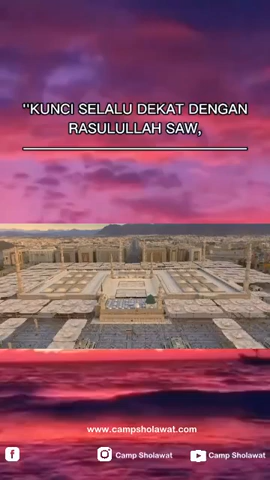 "KUNCI SELALU DEKAT DENGAN
RASULULLAH SAW,
www.campsholawat.com
Camp Sholawat
Camp Sholawat